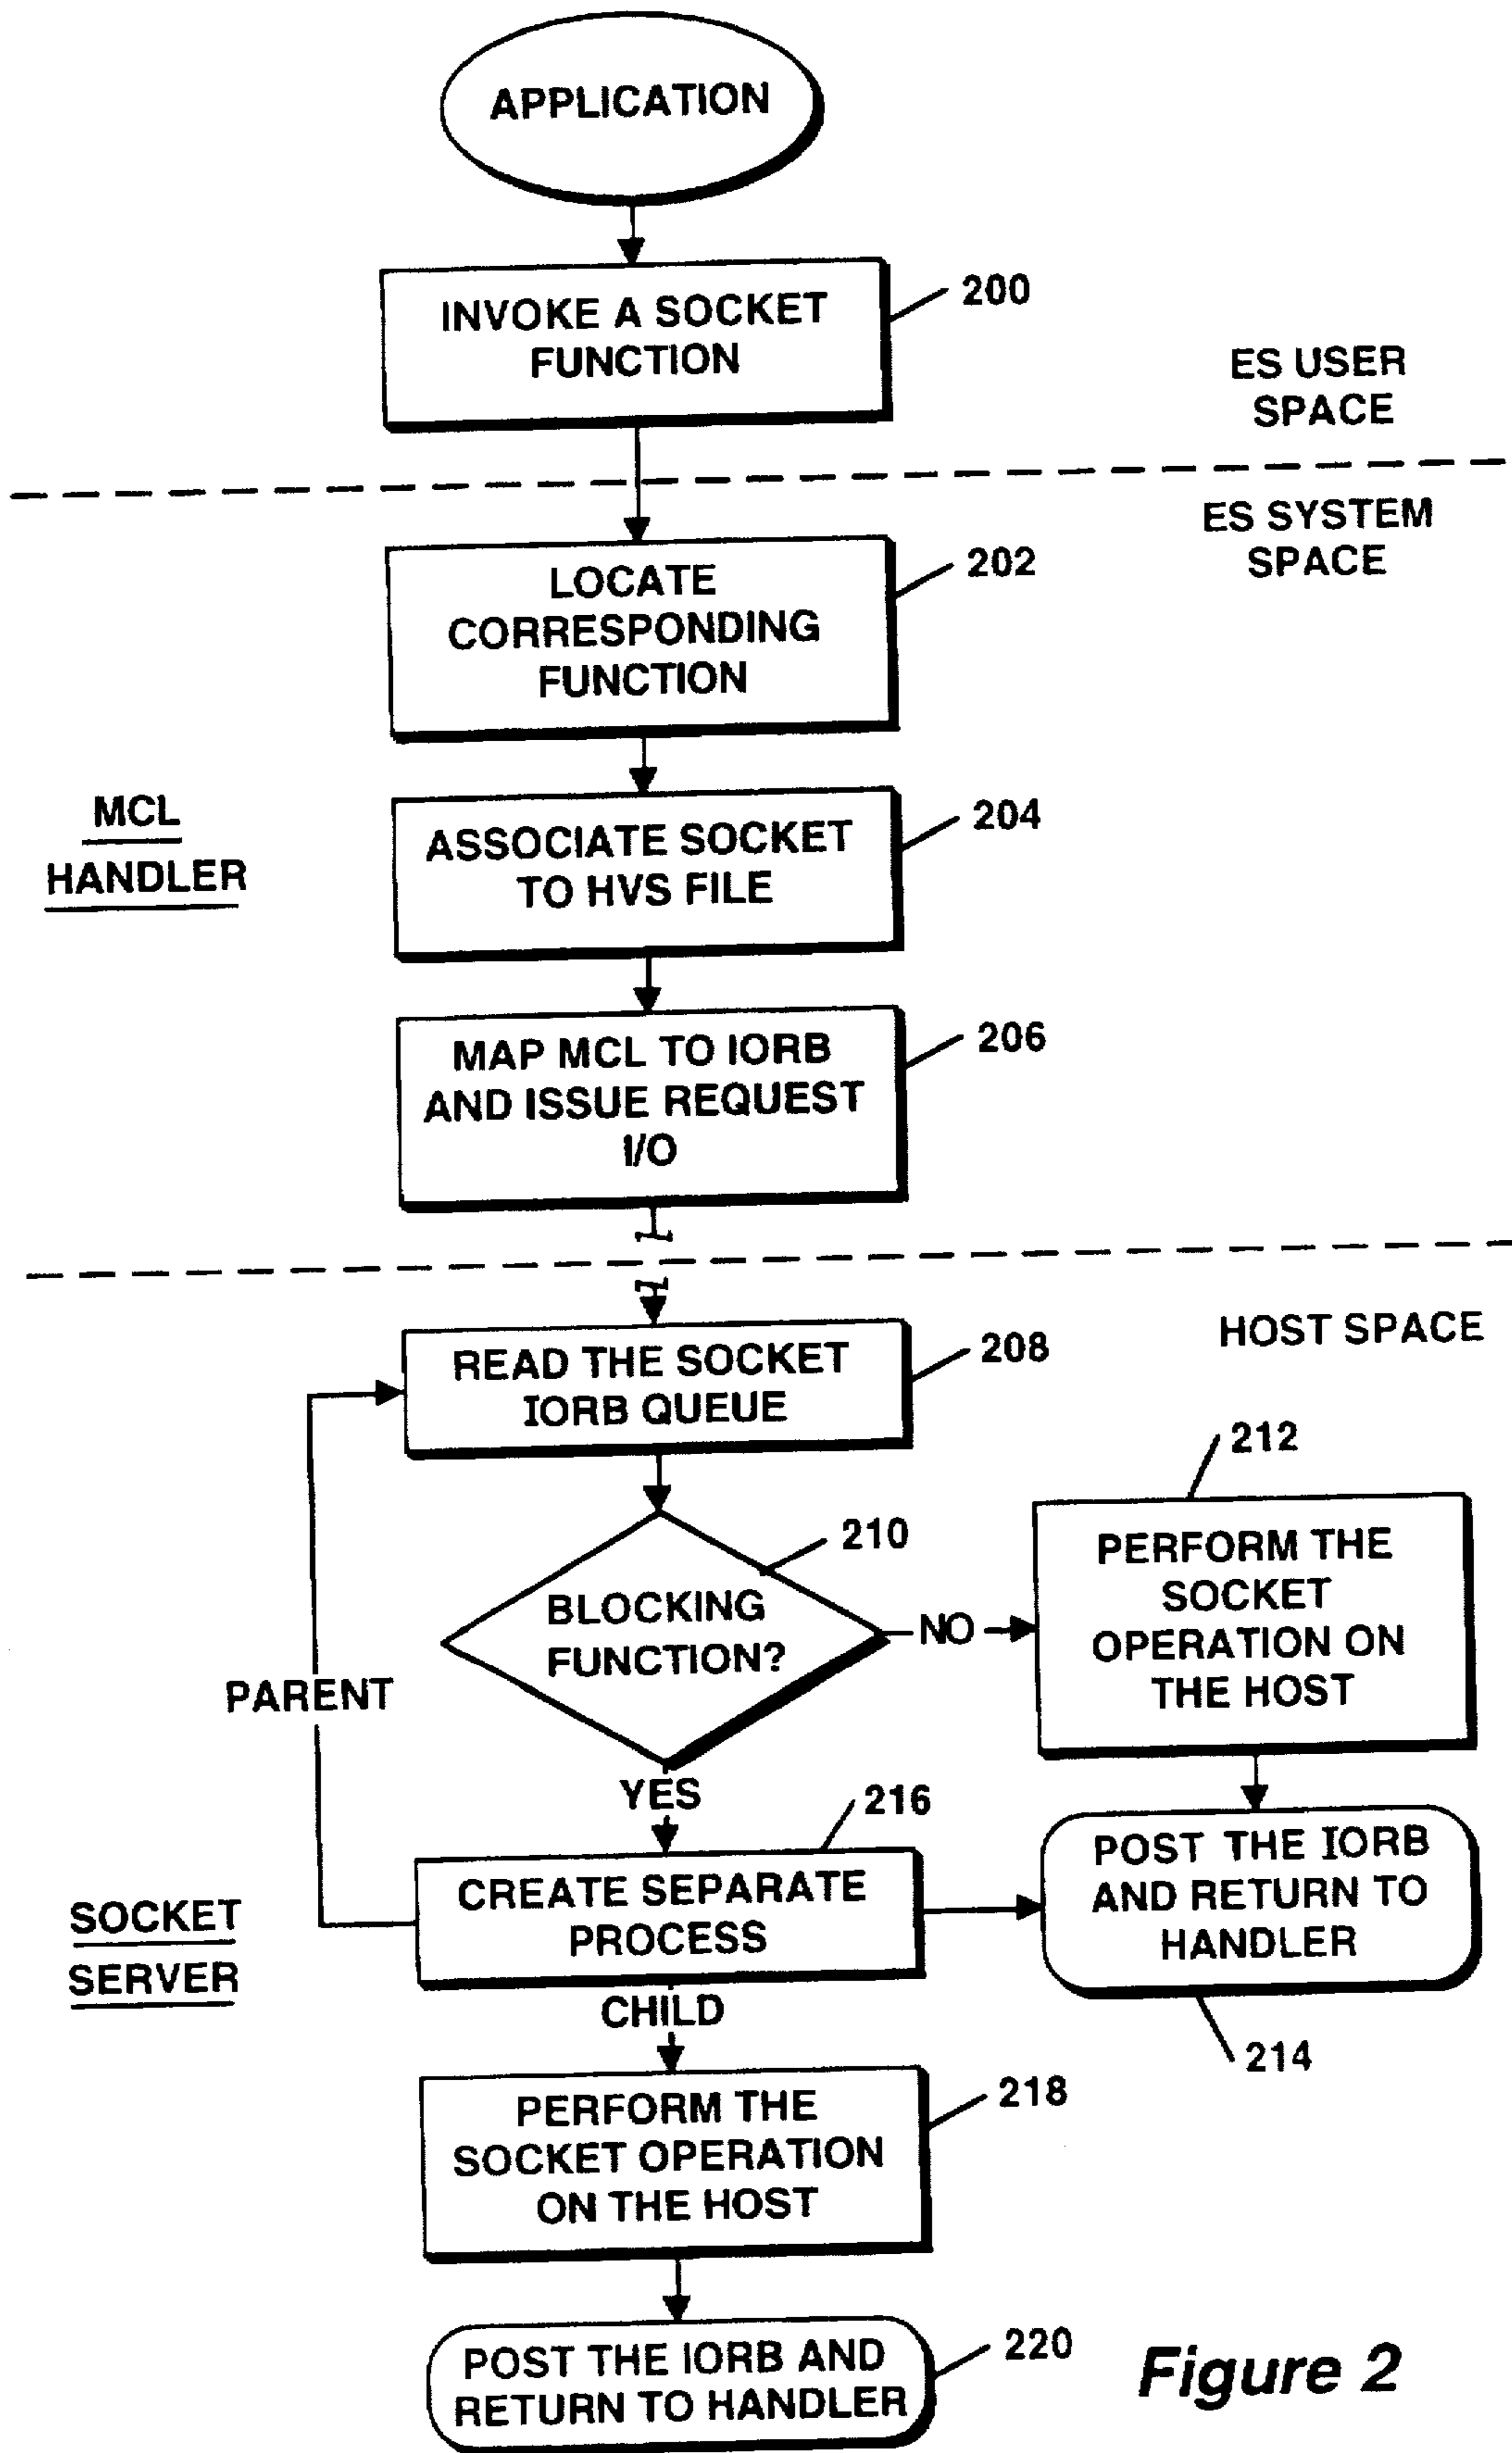 APPLICATION
INVOKE A SOCKET
FUNCTION
200
ES USER
SPACE
ES SYSTEM
SPACE
LOCATE
CORRESPONDING
FUNCTION
202
MCL
HANDLER
ASSOCIATE SOCKET
TO HVS FILE
204
MAP MCL TO IORB
AND ISSUE REQUEST
I/O
206
HOST SPACE
READ THE SOCKET
IORB QUEUE
208
BLOCKING
FUNCTION?
210
NO
212
PERFORM THE
SOCKET
OPERATION ON
THE HOST
PARENT
YES
216
CREATE SEPARATE
PROCESS
POST THE IORB
AND RETURN TO
HANDLER
214
SOCKET
SERVER
CHILD
PERFORM THE
SOCKET OPERATION
ON THE HOST
218
POST THE IORB AND
RETURN TO HANDLER
220
Figure 2